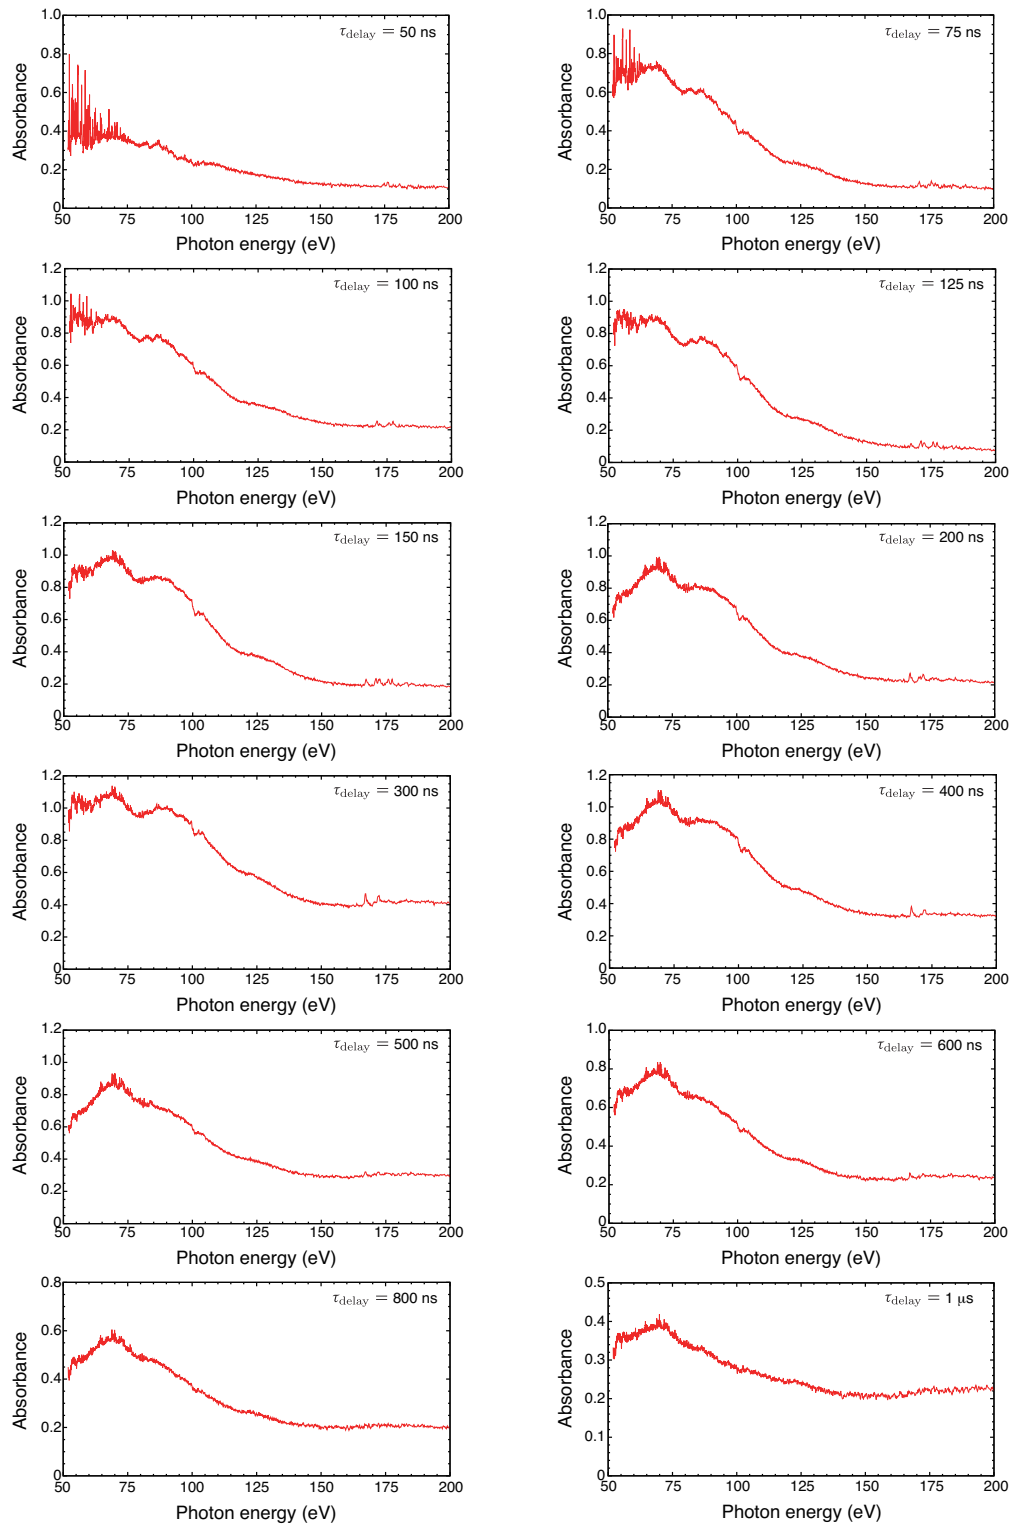 τdelay = 50 ns
Absorbance
1.0
0.8
0.6
0.4
0.2
0
50 75 100 125 150 175 200
Photon energy (eV)
τdelay = 75 ns
Absorbance
1.0
0.8
0.6
0.4
0.2
0
50 75 100 125 150 175 200
Photon energy (eV)
τdelay = 100 ns
Absorbance
1.2
1.0
0.8
0.6
0.4
0.2
0
50 75 100 125 150 175 200
Photon energy (eV)
τdelay = 125 ns
Absorbance
1.2
1.0
0.8
0.6
0.4
0.2
0
50 75 100 125 150 175 200
Photon energy (eV)
τdelay = 150 ns
Absorbance
1.2
1.0
0.8
0.6
0.4
0.2
0
50 75 100 125 150 175 200
Photon energy (eV)
τdelay = 200 ns
Absorbance
1.2
1.0
0.8
0.6
0.4
0.2
0
50 75 100 125 150 175 200
Photon energy (eV)
τdelay = 300 ns
Absorbance
1.2
1.0
0.8
0.6
0.4
0.2
0
50 75 100 125 150 175 200
Photon energy (eV)
τdelay = 400 ns
Absorbance
1.2
1.0
0.8
0.6
0.4
0.2
0
50 75 100 125 150 175 200
Photon energy (eV)
τdelay = 500 ns
Absorbance
1.2
1.0
0.8
0.6
0.4
0.2
0
50 75 100 125 150 175 200
Photon energy (eV)
τdelay = 600 ns
Absorbance
1.0
0.8
0.6
0.4
0.2
0
50 75 100 125 150 175 200
Photon energy (eV)
τdelay = 800 ns
Absorbance
0.8
0.6
0.4
0.2
0
50 75 100 125 150 175 200
Photon energy (eV)
τdelay = 1 μs
Absorbance
0.5
0.4
0.3
0.2
0.1
0
50 75 100 125 150 175 200
Photon energy (eV)